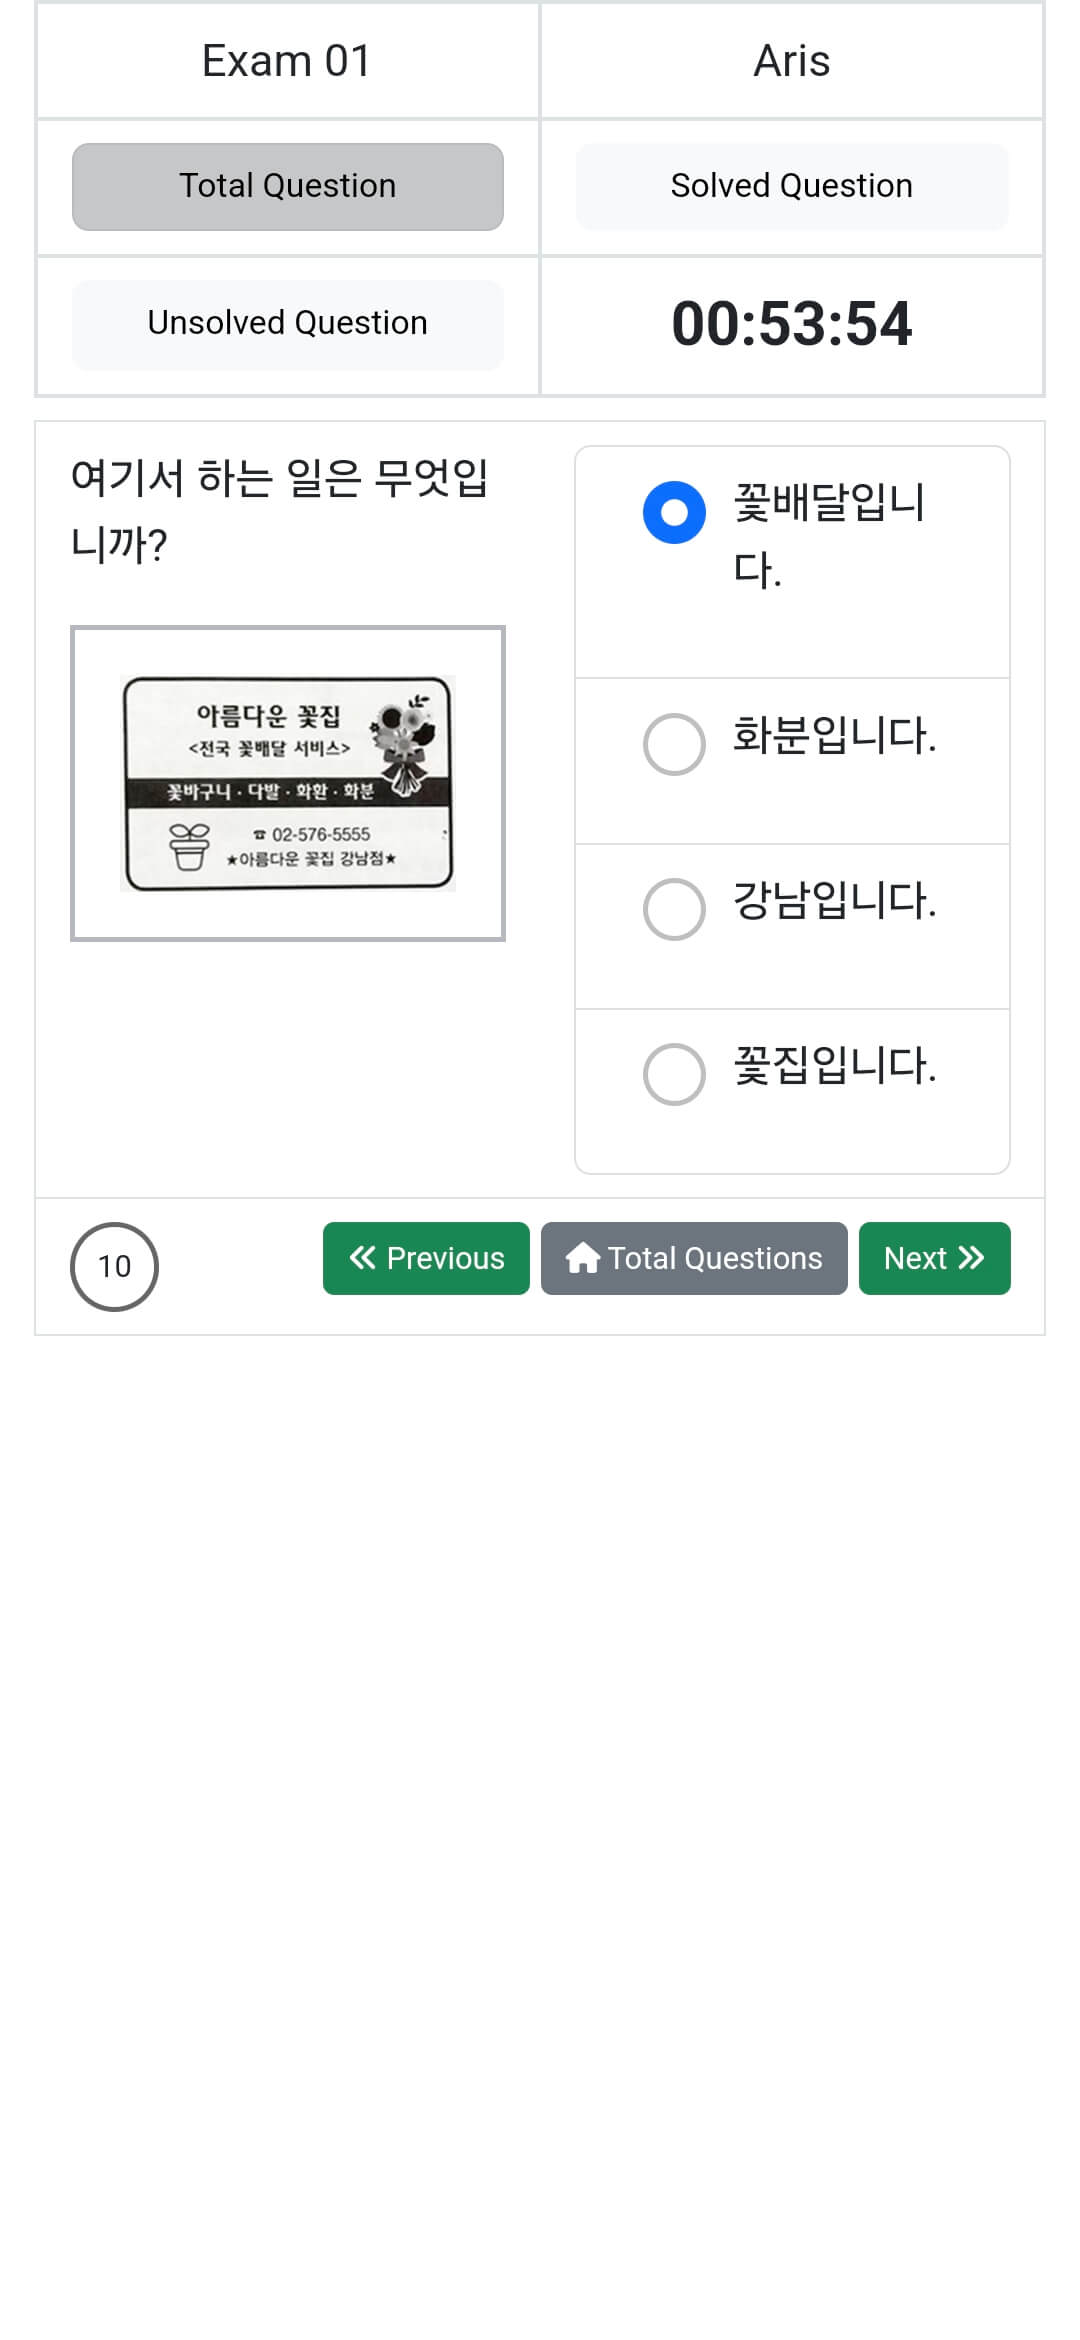 Exam 01
Aris
Total Question
Solved Question
Unsolved Question
00:53:54
여기서 하는 일은 무엇입
니까?
아름다운 꽃집
<전국 꽃배달 서비스>
꽃바구니 · 다발 · 화환 · 화분
☎ 02-576-5555
★아름다운 꽃집 강남점★
꽃배달입니
다.
화분입니다.
강남입니다.
꽃집입니다.
10
Previous
Total Questions
Next